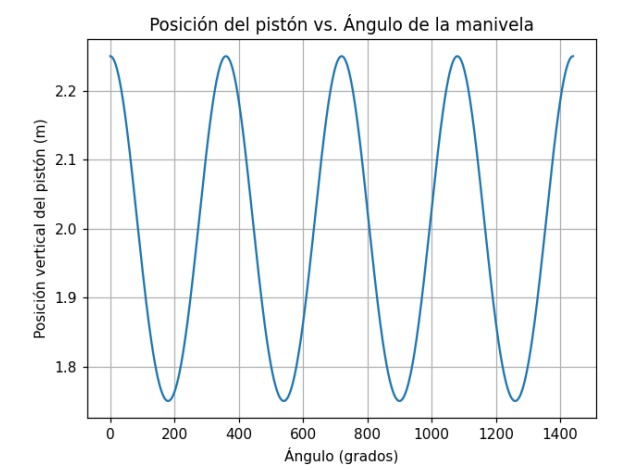 Posición del pistón vs. Ángulo de la manivela
Posición vertical del pistón (m)
2.2
2.1
2.0
1.9
1.8
0 200 400 600 800 1000 1200 1400
Ángulo (grados)